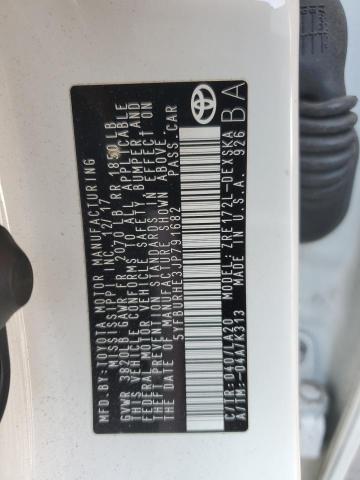 MFD.BY:TOYOTA MOTOR MANUFACTURING
MISSISSIPPI INC. 12/17
GVWR 3820LB GAWR FR 2070 LB, RR 1850 LB
THIS VEHICLE CONFORMS TO ALL APPLICABLE
FEDERAL MOTOR VEHICLE SAFETY, BUMPER, AND
THEFT PREVENTION STANDARDS IN EFFECT ON
THE DATE OF MANUFACTURE SHOWN ABOVE.
5YFBURHE3JP791682 PASS.CAR
TOYOTA
C/TR:040/LA20 ZRE172L-DEXSKA
A/TM:-04A/K313 MADE IN U.S.A. 926
BA